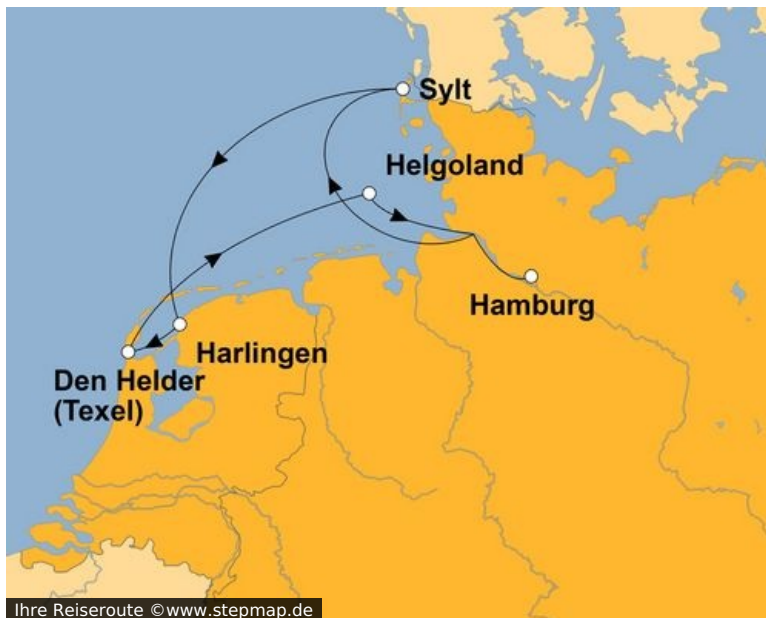 Sylt
Helgoland
Hamburg
Harlingen
Den Helder
(Texel)
Ihre Reiseroute ©www.stepmap.de